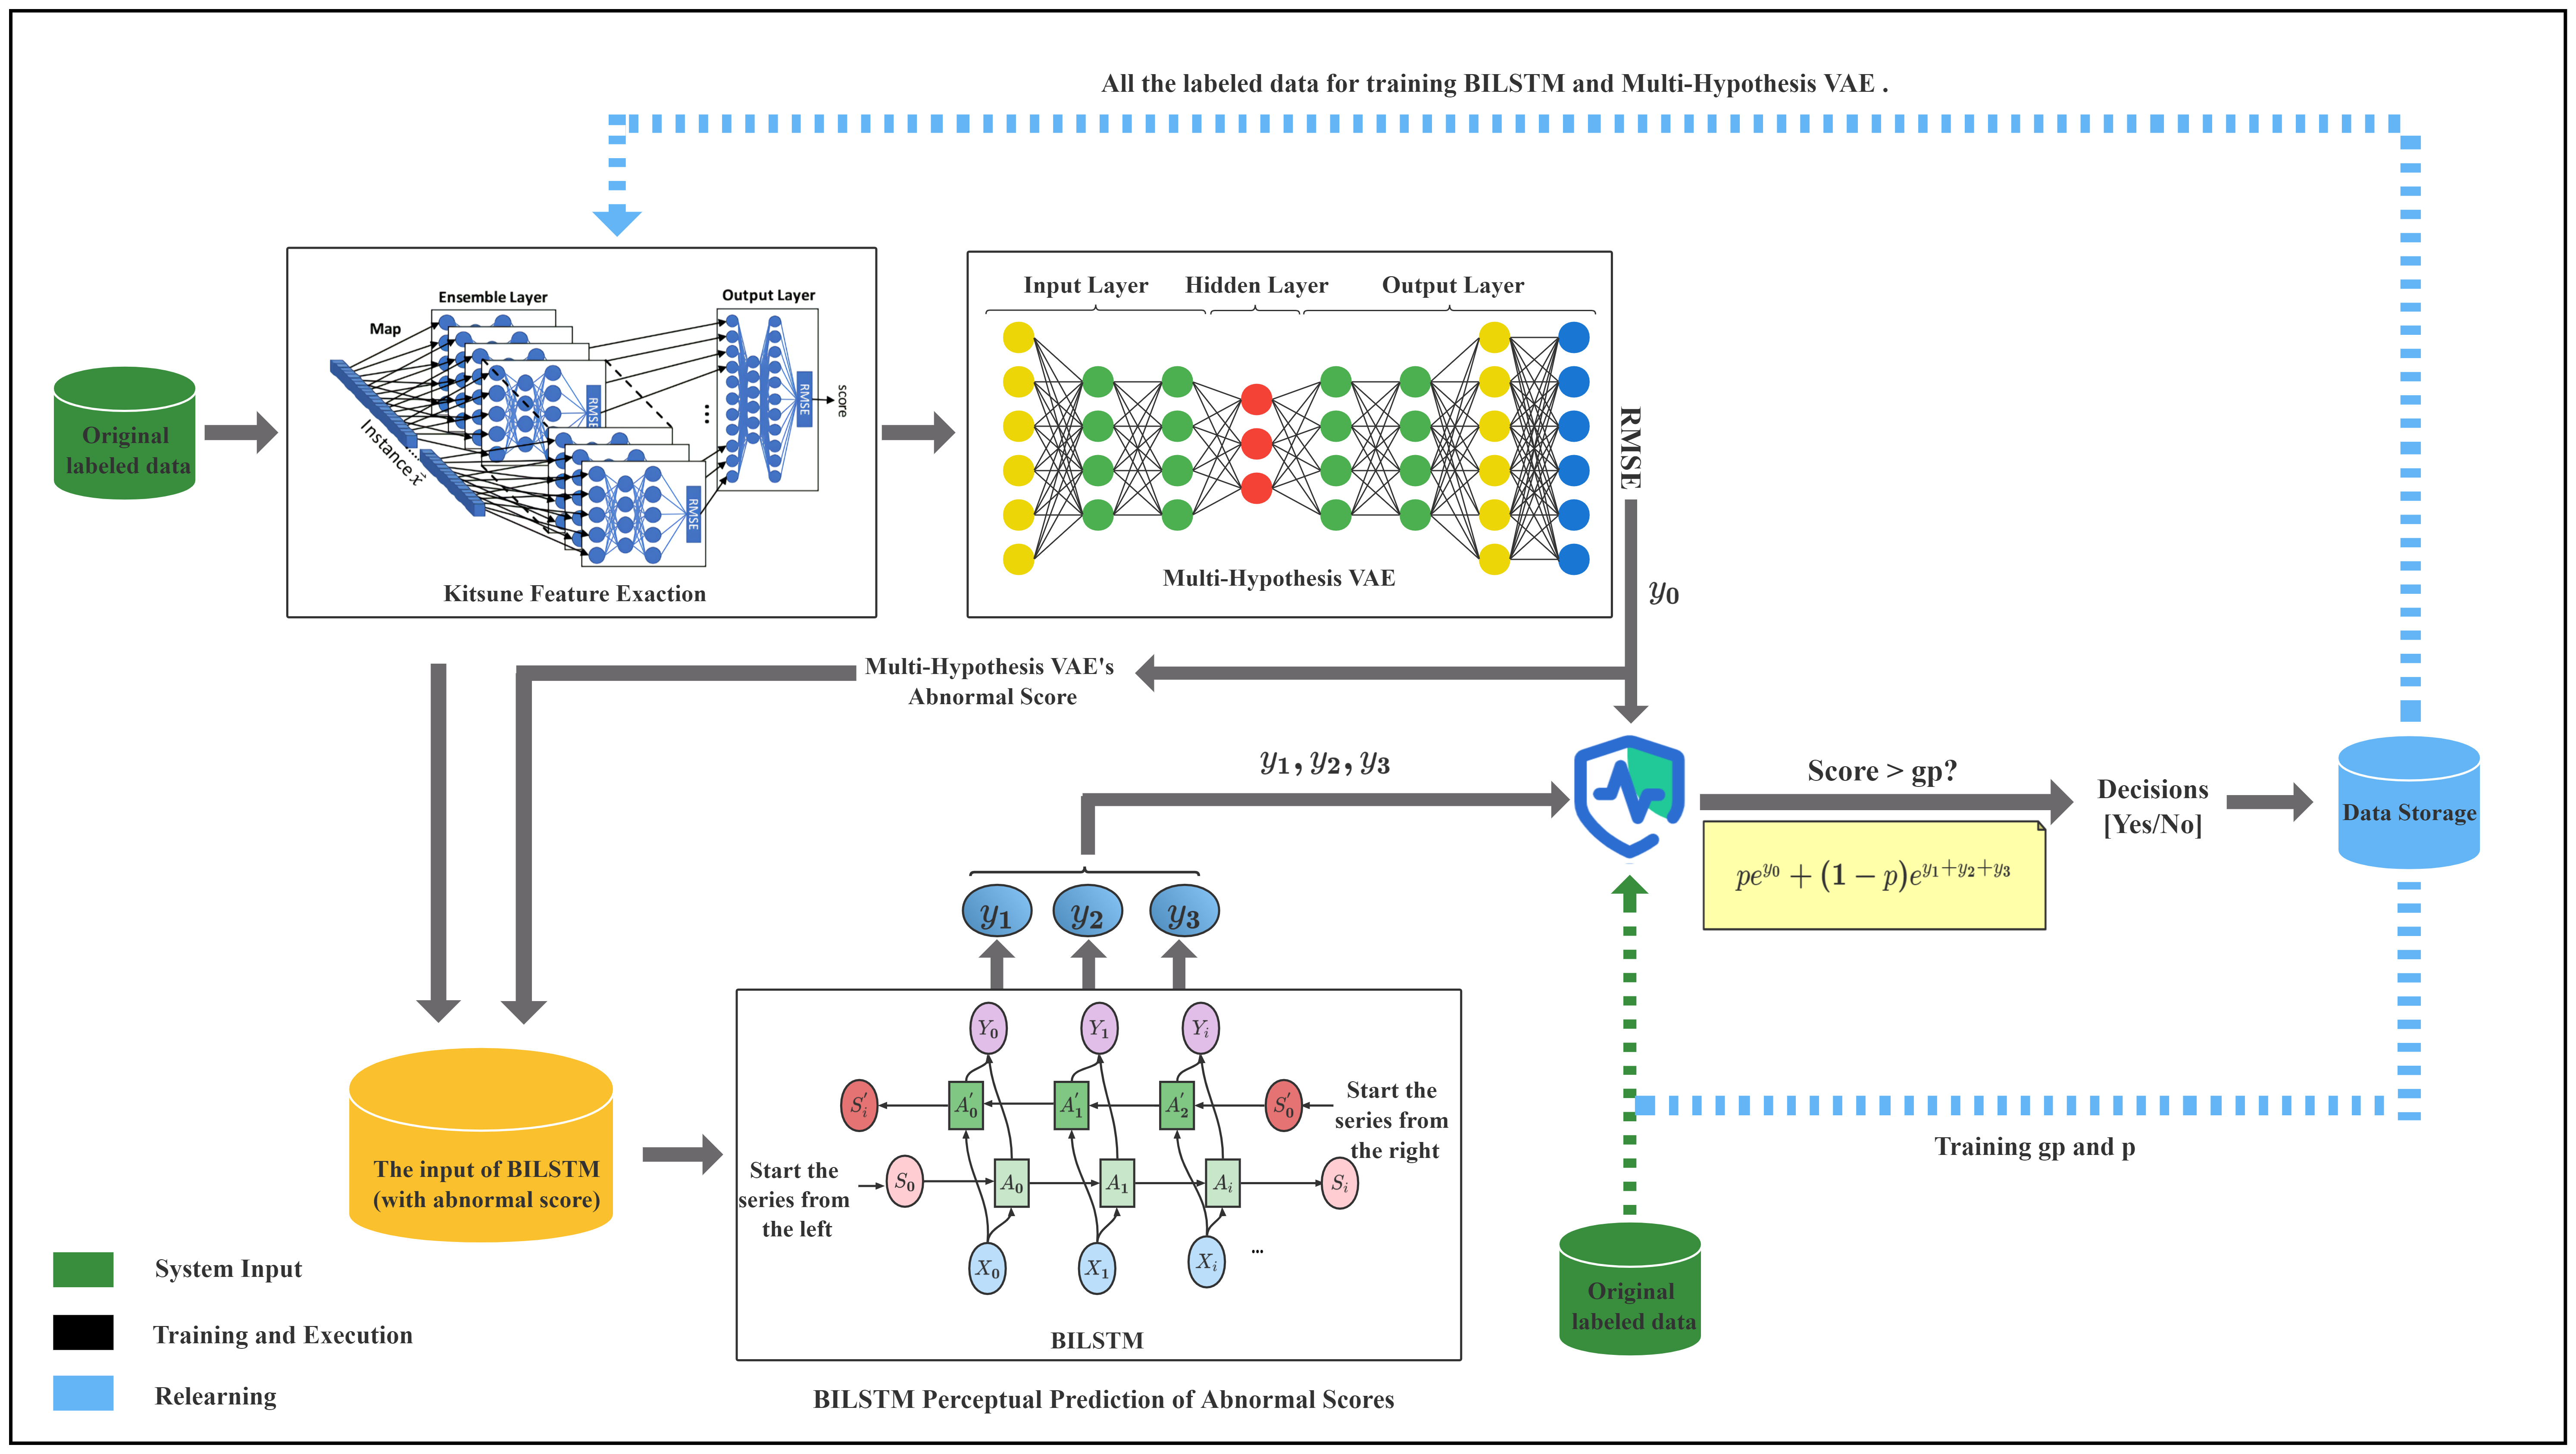 All the labeled data for training BILSTM and Multi-Hypothesis VAE .
Original
labeled data
Ensemble Layer
Output Layer
Map
Instance x⃗
RMSE
RMSE
RMSE
score
...
Kitsune Feature Exaction
Input Layer
Hidden Layer
Output Layer
Multi-Hypothesis VAE
RMSE
y₀
Multi-Hypothesis VAE's
Abnormal Score
y₁, y₂, y₃
Score > gp?
pe^{y₀} + (1 − p)e^{y₁+y₂+y₃}
Decisions
[Yes/No]
Data Storage
y₁
y₂
y₃
The input of BILSTM
(with abnormal score)
Y₀
Y₁
Yᵢ
S′ᵢ
A′₀
A′₁
A′₂
S′₀
Start the
series from
the right
Start the
series from
the left
S₀
A₀
A₁
Aᵢ
Sᵢ
X₀
X₁
Xᵢ
...
BILSTM
BILSTM Perceptual Prediction of Abnormal Scores
Training gp and p
Original
labeled data
System Input
Training and Execution
Relearning